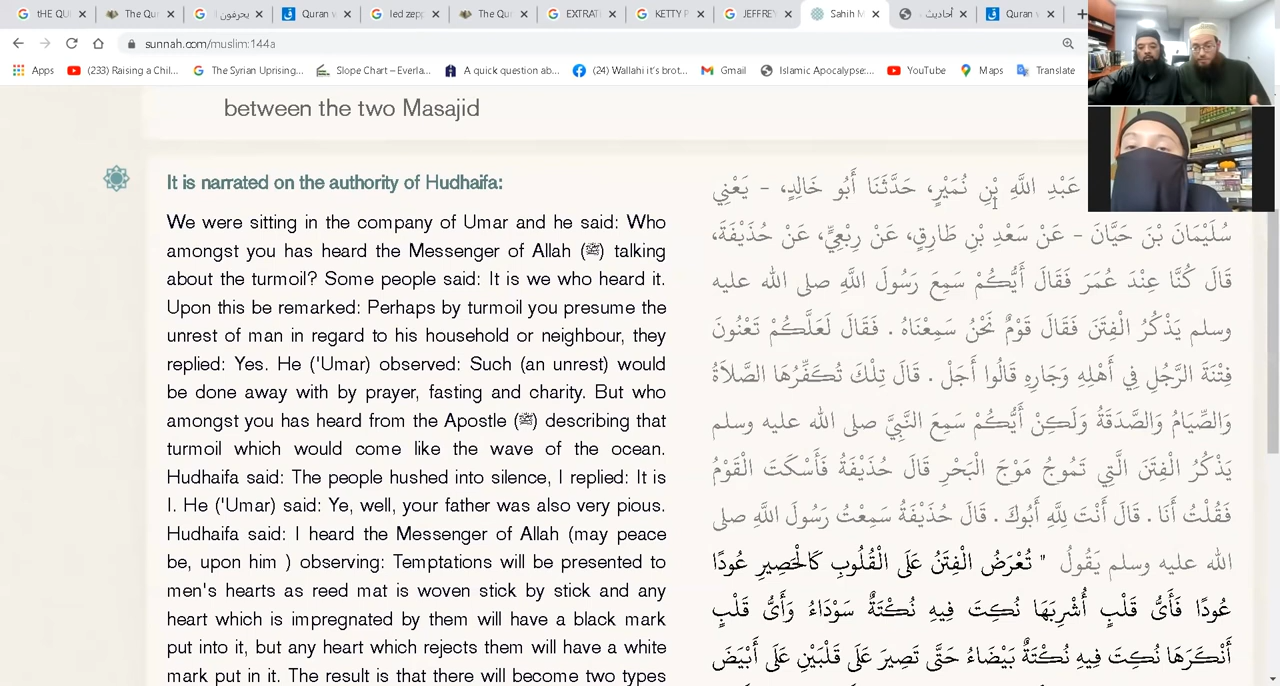 tHE QU
The Qur
يحرفون ا
Quran w
led zepp
The Qur
EXTRATI
KETTY P
JEFFREY
Sahih M
أحاديث
Quran w
sunnah.com/muslim:144a
Apps
(233) Raising a Chil...
The Syrian Uprising...
Slope Chart – Everla...
A quick question ab...
(24) Wallahi it's brot...
Gmail
Islamic Apocalypse:...
YouTube
Maps
Translate
between the two Masajid
It is narrated on the authority of Hudhaifa:
We were sitting in the company of Umar and he said: Who
amongst you has heard the Messenger of Allah (ﷺ) talking
about the turmoil? Some people said: It is we who heard it.
Upon this be remarked: Perhaps by turmoil you presume the
unrest of man in regard to his household or neighbour, they
replied: Yes. He ('Umar) observed: Such (an unrest) would
be done away with by prayer, fasting and charity. But who
amongst you has heard from the Apostle (ﷺ) describing that
turmoil which would come like the wave of the ocean.
Hudhaifa said: The people hushed into silence, I replied: It is
I. He ('Umar) said: Ye, well, your father was also very pious.
Hudhaifa said: I heard the Messenger of Allah (may peace
be, upon him ) observing: Temptations will be presented to
men's hearts as reed mat is woven stick by stick and any
heart which is impregnated by them will have a black mark
put into it, but any heart which rejects them will have a white
mark put in it. The result is that there will become two types
عَبْدِ اللَّهِ بْنِ نُمَيْرٍ، حَدَّثَنَا أَبُو خَالِدٍ، - يَعْنِي
سُلَيْمَانَ بْنَ حَيَّانَ - عَنْ سَعْدِ بْنِ طَارِقٍ، عَنْ رِبْعِيٍّ، عَنْ حُذَيْفَةَ،
قَالَ كُنَّا عِنْدَ عُمَرَ فَقَالَ أَيُّكُمْ سَمِعَ رَسُولَ اللَّهِ صلى الله عليه
وسلم يَذْكُرُ الْفِتَنَ فَقَالَ قَوْمٌ نَحْنُ سَمِعْنَاهُ . فَقَالَ لَعَلَّكُمْ تَعْنُونَ
فِتْنَةَ الرَّجُلِ فِي أَهْلِهِ وَجَارِهِ قَالُوا أَجَلْ . قَالَ تِلْكَ تُكَفِّرُهَا الصَّلاَةُ
وَالصِّيَامُ وَالصَّدَقَةُ وَلَكِنْ أَيُّكُمْ سَمِعَ النَّبِيَّ صلى الله عليه وسلم
يَذْكُرُ الْفِتَنَ الَّتِي تَمُوجُ مَوْجَ الْبَحْرِ قَالَ حُذَيْفَةُ فَأَسْكَتَ الْقَوْمُ
فَقُلْتُ أَنَا . قَالَ أَنْتَ لِلَّهِ أَبُوكَ . قَالَ حُذَيْفَةُ سَمِعْتُ رَسُولَ اللَّهِ صلى
الله عليه وسلم يَقُولُ " تُعْرَضُ الْفِتَنُ عَلَى الْقُلُوبِ كَالْحَصِيرِ عُودًا
عُودًا فَأَىُّ قَلْبٍ أُشْرِبَهَا نُكِتَ فِيهِ نُكْتَةٌ سَوْدَاءُ وَأَىُّ قَلْبٍ
أَنْكَرَهَا نُكِتَ فِيهِ نُكْتَةٌ بَيْضَاءُ حَتَّى تَصِيرَ عَلَى قَلْبَيْنِ عَلَى أَبْيَضَ